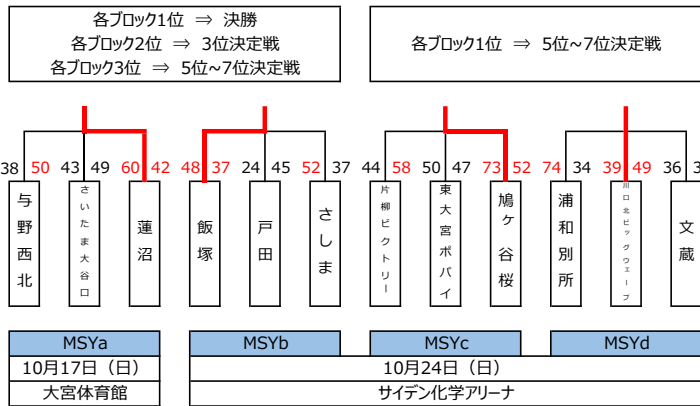 各ブロック1位 ⇒ 決勝
各ブロック2位 ⇒ 3位決定戦
各ブロック3位 ⇒ 5位~7位決定戦
各ブロック1位 ⇒ 5位~7位決定戦
38 50 43 49 60 42 48 37 24 45 52 37 44 58 50 47 73 52 74 34 39 49 36 3
与野西北
さいたま大谷口
蓮沼
飯塚
戸田
さしま
片柳ビクトリー
東大宮ポパイ
鳩ヶ谷桜
浦和別所
川口北ビッグウェーブ
文蔵
MSYa MSYb MSYc MSYd
10月17日（日） 10月24日（日）
大宮体育館 サイデン化学アリーナ